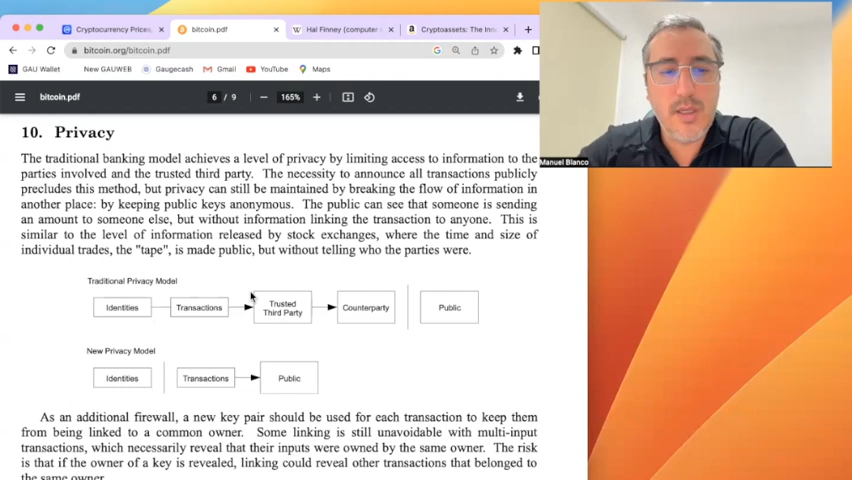 Cryptocurrency Prices,
bitcoin.pdf
Hal Finney (computer s
Cryptoassets: The Inn
bitcoin.org/bitcoin.pdf
GAU Wallet
New GAUWEB
Gaugecash
Gmail
YouTube
Maps
bitcoin.pdf
6 / 9
165%
Manuel Blanco
10. Privacy
The traditional banking model achieves a level of privacy by limiting access to information to the
parties involved and the trusted third party. The necessity to announce all transactions publicly
precludes this method, but privacy can still be maintained by breaking the flow of information in
another place: by keeping public keys anonymous. The public can see that someone is sending
an amount to someone else, but without information linking the transaction to anyone. This is
similar to the level of information released by stock exchanges, where the time and size of
individual trades, the "tape", is made public, but without telling who the parties were.
Traditional Privacy Model
Identities
Transactions
Trusted
Third Party
Counterparty
Public
New Privacy Model
Identities
Transactions
Public
As an additional firewall, a new key pair should be used for each transaction to keep them
from being linked to a common owner. Some linking is still unavoidable with multi-input
transactions, which necessarily reveal that their inputs were owned by the same owner. The risk
is that if the owner of a key is revealed, linking could reveal other transactions that belonged to
the same owner.